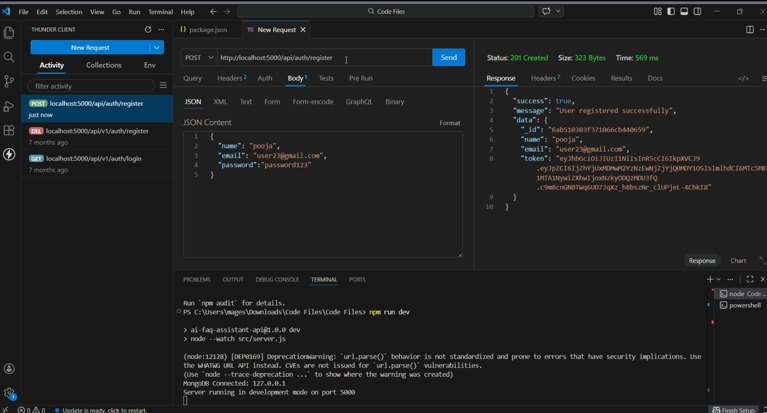 File Edit Selection View Go Run Terminal Help
Code Files
THUNDER CLIENT
New Request
Activity Collections Env
filter activity
POST localhost:5000/api/auth/register
just now
DEL localhost:5000/api/v1/auth/register
7 months ago
GET localhost:5000/api/v1/auth/login
7 months ago
{} package.json
TC New Request
POST http://localhost:5000/api/auth/register Send
Query Headers 2 Auth Body 1 Tests Pre Run
JSON XML Text Form Form-encode GraphQL Binary
JSON Content Format
1 {
2 "name": "pooja",
3 "email": "user23@gmail.com",
4 "password":"password123"
5 }
Status: 201 Created Size: 323 Bytes Time: 569 ms
Response Headers 7 Cookies Results Docs
1 {
2 "success": true,
3 "message": "User registered successfully",
4 "data": {
5 "_id": "6ab510303f371066cb440659",
6 "name": "pooja",
7 "email": "user23@gmail.com",
8 "token":
9 }
10 }
Response Chart
PROBLEMS OUTPUT DEBUG CONSOLE TERMINAL PORTS
Run `npm audit` for details.
PS C:\Users\mages\Downloads\Code Files\Code Files> npm run dev
> ai-faq-assistant-api@1.0.0 dev
> node --watch src/server.js
(node:12128) [DEP0169] DeprecationWarning: `url.parse()` behavior is not standardized and prone to errors that have security implications. Use
the WHATWG URL API instead. CVEs are not issued for `url.parse()` vulnerabilities.
(Use `node --trace-deprecation ...` to show where the warning was created)
MongoDB Connected: 127.0.0.1
Server running in development mode on port 5000
node Code ...
powershell
0 0 Update is ready, click to restart.
Finish Setup